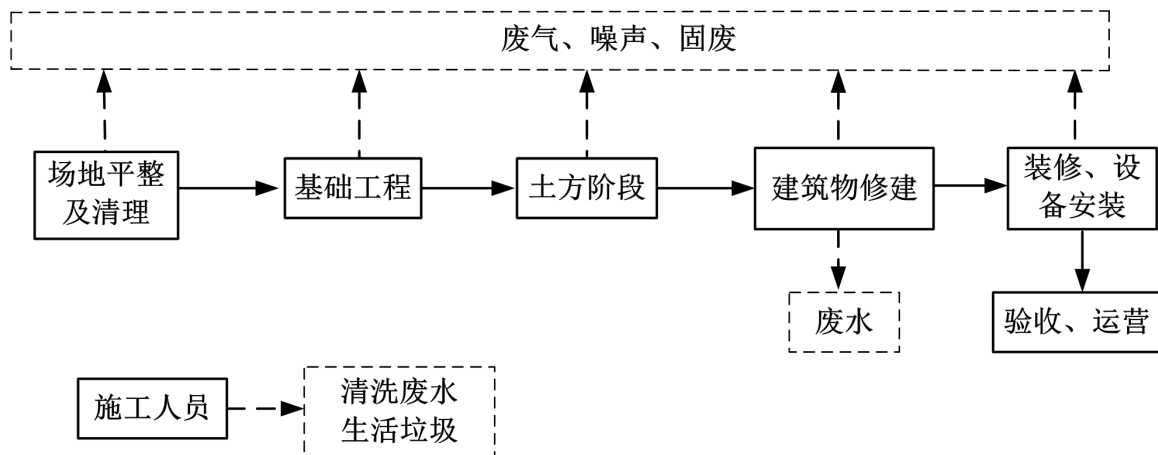 废气、噪声、固废
场地平整
及清理
基础工程
土方阶段
建筑物修建
装修、设
备安装
废水
验收、运营
施工人员
清洗废水
生活垃圾